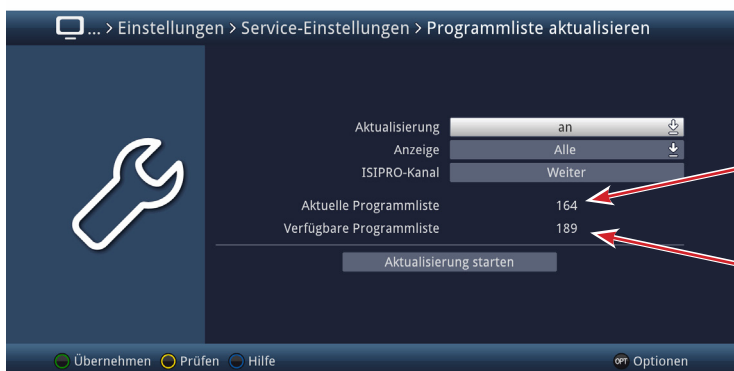 ... > Einstellungen > Service-Einstellungen > Programmliste aktualisieren
Aktualisierung an
Anzeige Alle
ISIPRO-Kanal Weiter
Aktuelle Programmliste 164
Verfügbare Programmliste 189
Aktualisierung starten
Übernehmen Prüfen Hilfe OPT Optionen